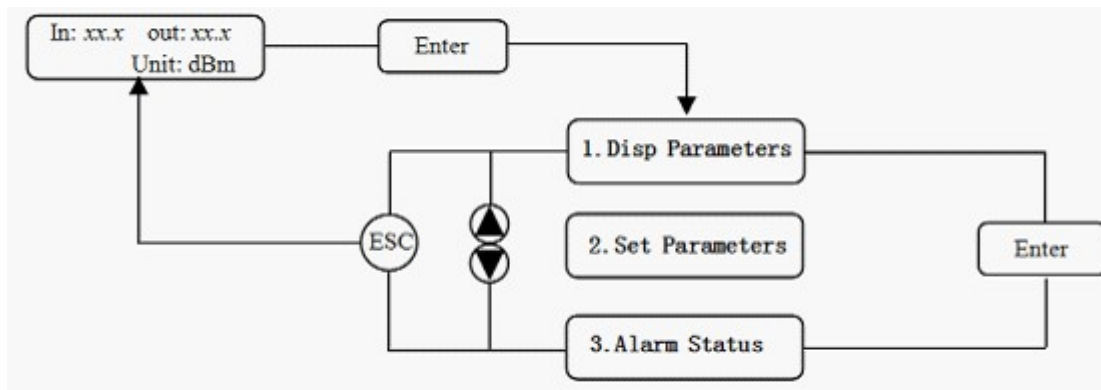 In: xx.x out: xx.x
Unit: dBm
Enter
1.Disp Parameters
ESC
2.Set Parameters
Enter
3.Alarm Status